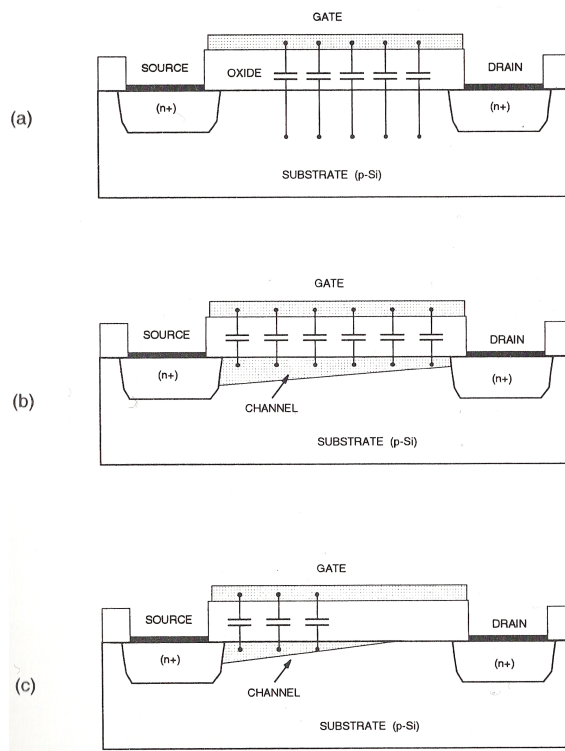 GATE
SOURCE
OXIDE
DRAIN
(n+)
(n+)
(a)
SUBSTRATE (p-Si)
GATE
SOURCE
DRAIN
(n+)
(n+)
(b)
CHANNEL
SUBSTRATE (p-Si)
GATE
SOURCE
DRAIN
(n+)
(n+)
(c)
CHANNEL
SUBSTRATE (p-Si)